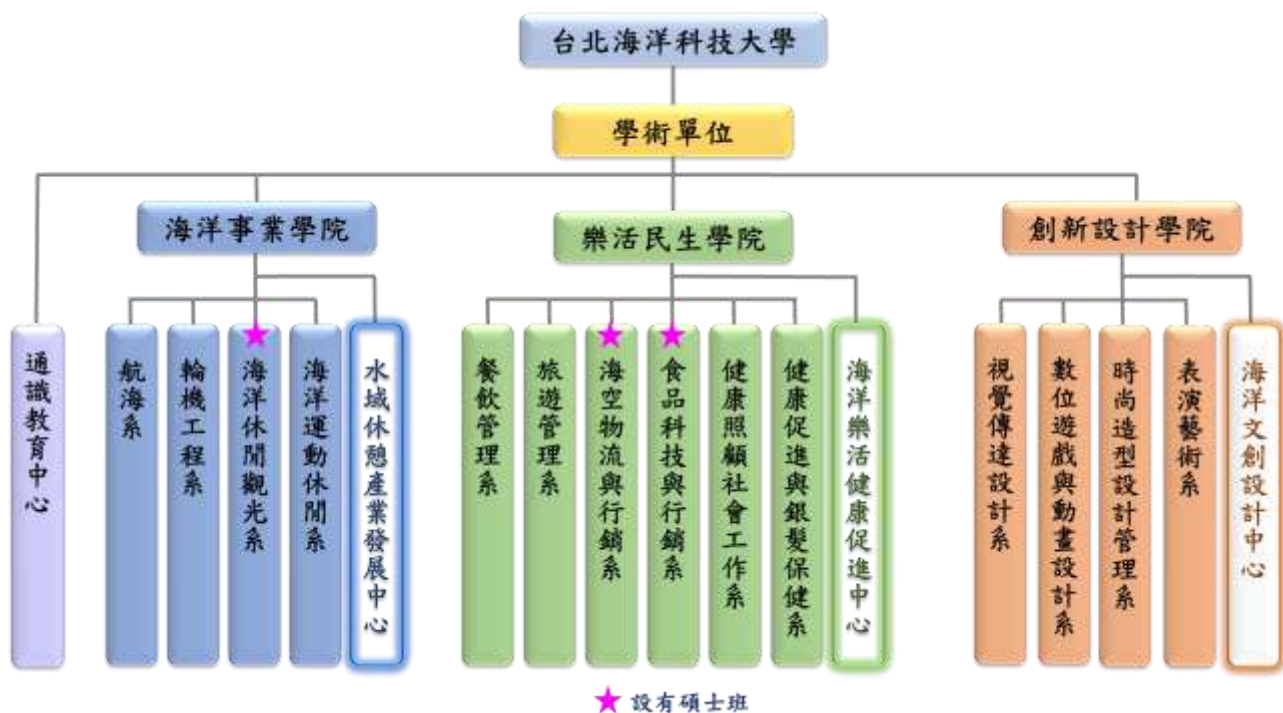 台北海洋科技大學
學術單位
海洋事業學院
樂活民生學院
創新設計學院
通識教育中心
航海系
輪機工程系
海洋休閒觀光系
海洋運動休閒系
水域休憩產業發展中心
餐飲管理系
旅遊管理系
海空物流與行銷系
食品科技與行銷系
健康照顧社會工作系
健康促進與銀髮保健系
海洋樂活健康促進中心
視覺傳達設計系
數位遊戲與動畫設計系
時尚造型設計管理系
表演藝術系
海洋文創設計中心
★ 設有碩士班